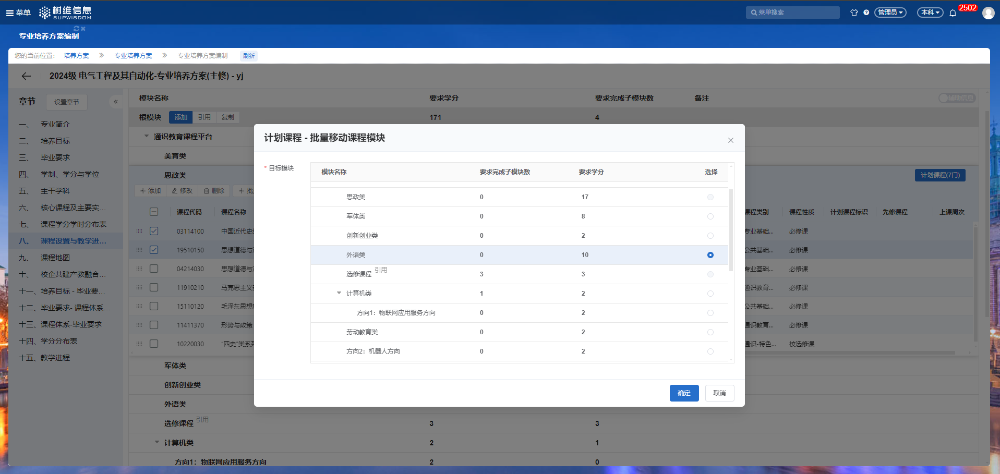 菜单 树维信息 SUPWISDOM 菜单搜索 管理员 本科 2502
专业培养方案编制
您的当前位置： 培养方案 » 专业培养方案 » 专业培养方案编制 刷新
2024级 电气工程及其自动化-专业培养方案(主修) - yj
章节 设置章节 «
一、 专业简介
二、 培养目标
三、 毕业要求
四、 学制、学分与学位
五、 主干学科
六、 核心课程及主要实...
七、 课程学分学时分布表
八、 课程设置与教学进...
九、 课程地图
十、 校企共建产教融合...
十一、 培养目标 - 毕业要...
十二、 毕业要求- 课程体系...
十三、 课程体系-毕业要求
十四、 学分分布表
十五、 教学进程
模块名称 要求学分 要求完成子模块数 备注 辅助信息
根模块 添加 引用 复制 171 4
通识教育课程平台
美育类
思政类 计划课程(7门)
添加 修改 删除 批
课程代码 课程名称 课程类别 课程性质 计划课程标识 先修课程 上课周次
03114100 中国近代史 专业基础... 必修课
19510150 思想道德与 公共基础... 必修课
04214030 思想道德与 专业基础... 必修课
11910210 马克思主义 通识教育... 必修课
15110120 毛泽东思想 公共基础... 必修课
11411370 形势与政策 通识教育... 必修课
10220030 “四史”类系 通识-特色... 校选修课
军体类
创新创业类
外语类
选修课程 引用 3 3
计算机类 2 1
方向1：物联网应用服务方向 2 0
计划课程 - 批量移动课程模块
* 目标模块
模块名称 要求完成子模块数 要求学分 选择
思政类 0 17
军体类 0 8
创新创业类 0 2
外语类 0 10
选修课程 引用 3 3
计算机类 1 2
方向1：物联网应用服务方向 0 2
劳动教育类 0 2
方向2：机器人方向 0 2
确定 取消